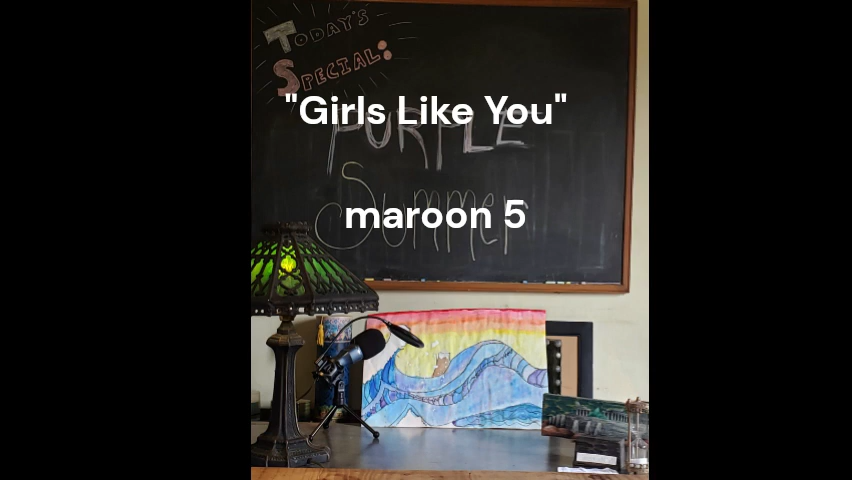 TODAY'S
SPECIAL:
"Girls Like You"
PURPLE
maroon 5
Summer